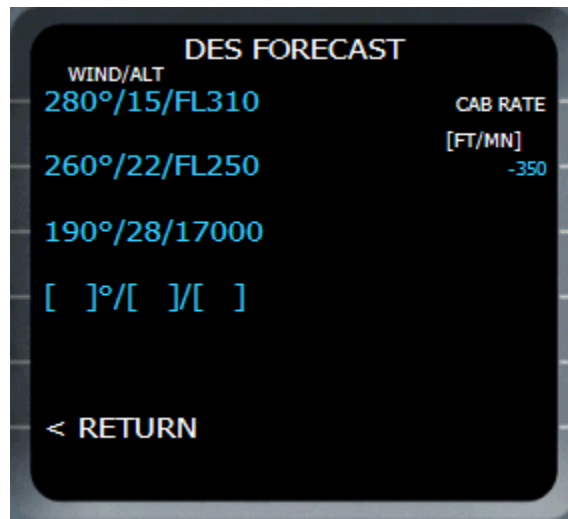 DES FORECAST
WIND/ALT
280°/15/FL310
CAB RATE
[FT/MN]
260°/22/FL250
-350
190°/28/17000
[ ]°/[ ]/[ ]
< RETURN